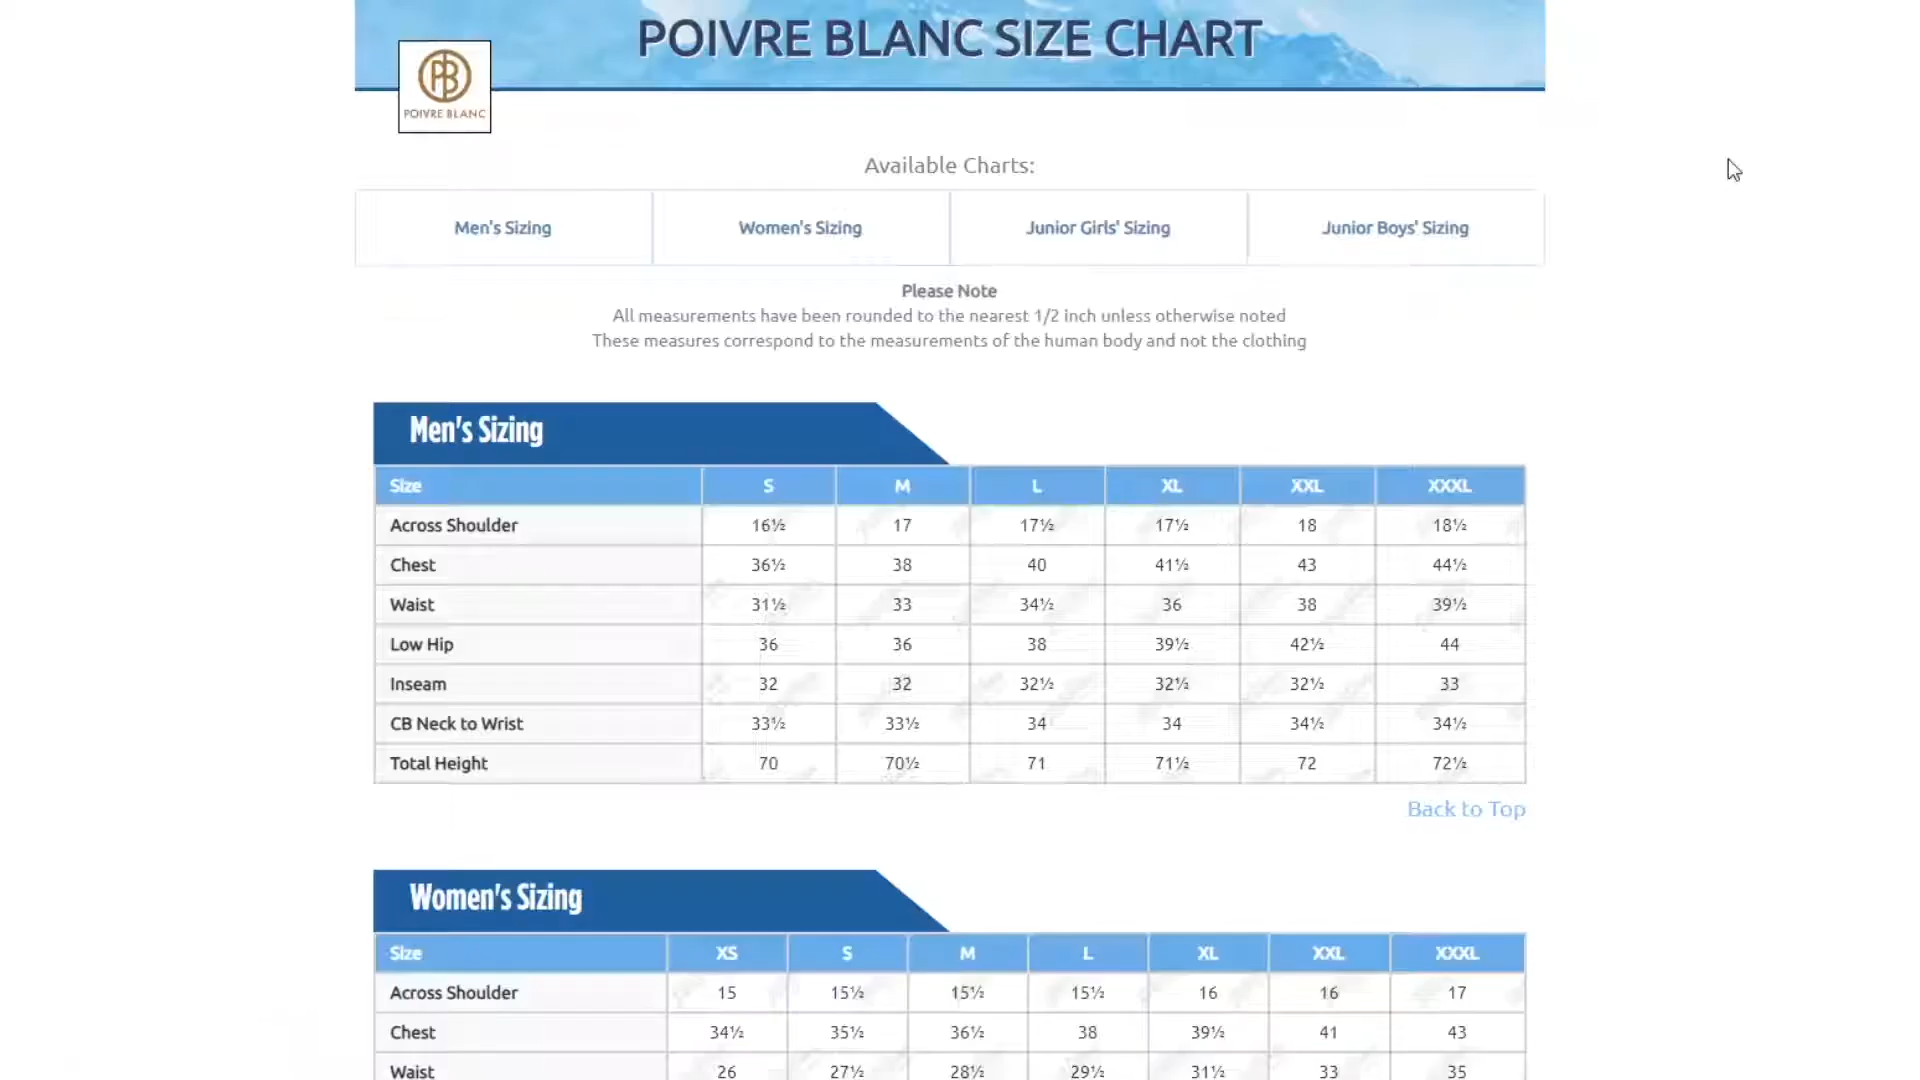 POIVRE BLANC SIZE CHART
POIVRE BLANC
Available Charts:
Men's Sizing Women's Sizing Junior Girls' Sizing Junior Boys' Sizing
Please Note
All measurements have been rounded to the nearest 1/2 inch unless otherwise noted
These measures correspond to the measurements of the human body and not the clothing
Men's Sizing
Size S M L XL XXL XXXL
Across Shoulder 16½ 17 17½ 17½ 18 18½
Chest 36½ 38 40 41½ 43 44½
Waist 31½ 33 34½ 36 38 39½
Low Hip 36 36 38 39½ 42½ 44
Inseam 32 32 32½ 32½ 32½ 33
CB Neck to Wrist 33½ 33½ 34 34 34½ 34½
Total Height 70 70½ 71 71½ 72 72½
Back to Top
Women's Sizing
Size XS S M L XL XXL XXXL
Across Shoulder 15 15½ 15½ 15½ 16 16 17
Chest 34½ 35½ 36½ 38 39½ 41 43
Waist 26 27½ 28½ 29½ 31½ 33 35